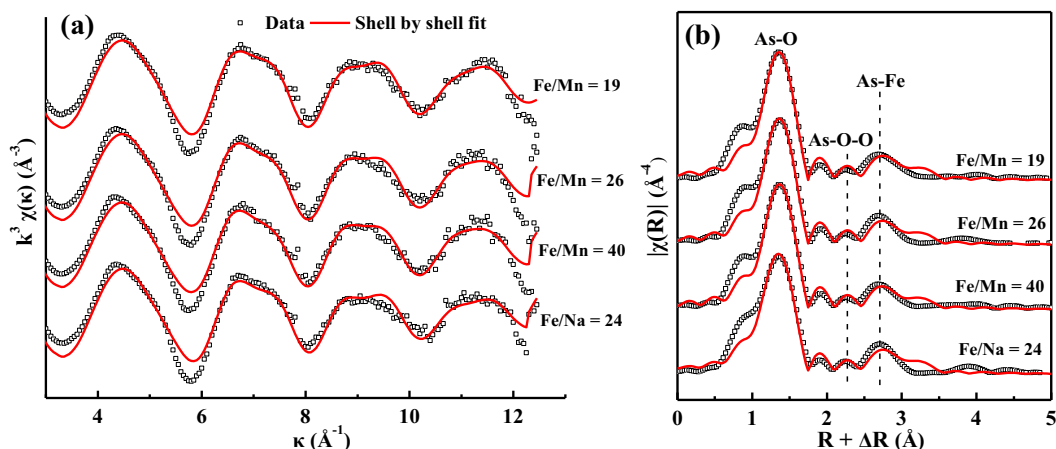 (a)
Data
Shell by shell fit
Fe/Mn = 19
Fe/Mn = 26
Fe/Mn = 40
Fe/Na = 24
k³ χ(κ) (Å⁻³)
4
6
8
10
12
κ (Å⁻¹)
(b)
As-O
As-Fe
As-O-O
Fe/Mn = 19
Fe/Mn = 26
Fe/Mn = 40
Fe/Na = 24
|χ(R)| (Å⁻⁴)
0
1
2
3
4
5
R + ΔR (Å)